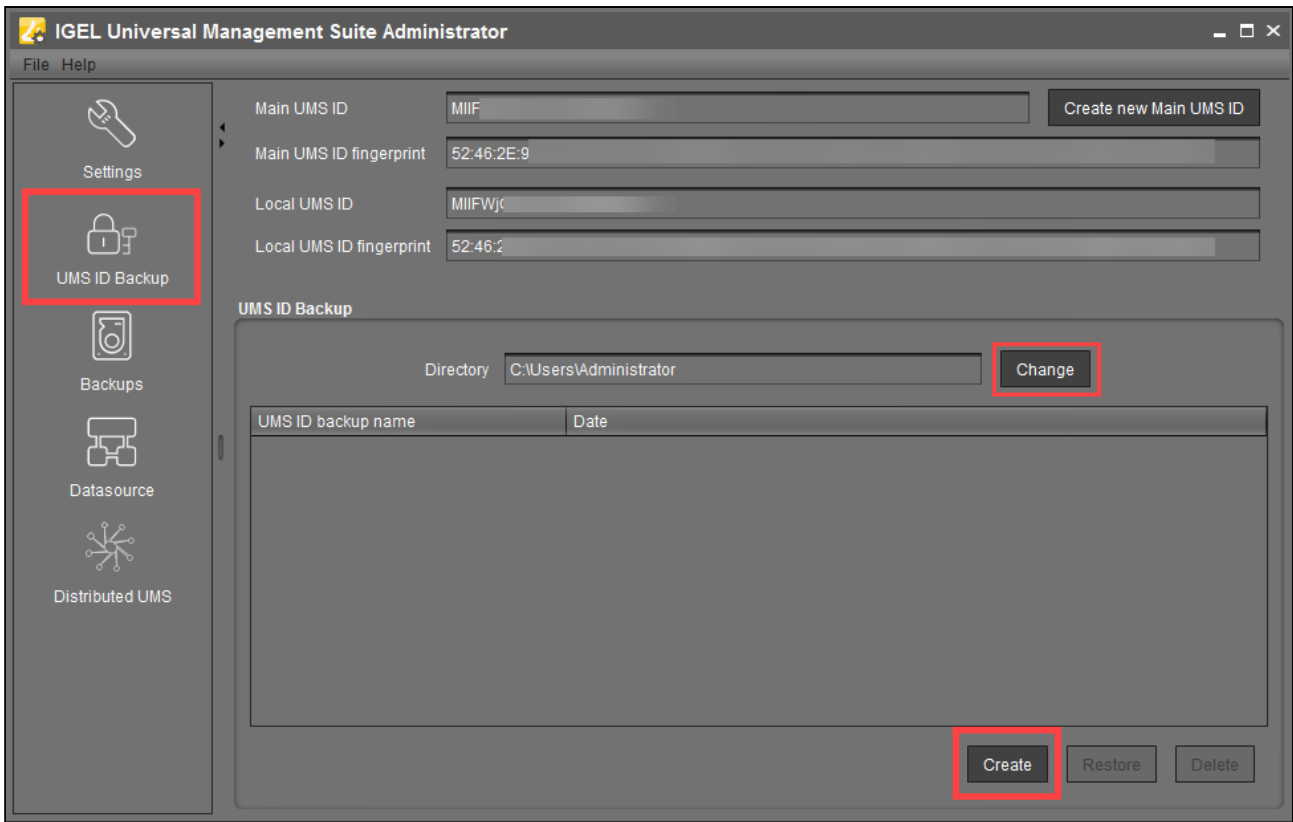 IGEL Universal Management Suite Administrator
File Help
Settings
UMS ID Backup
Backups
Datasource
Distributed UMS
Main UMS ID MIIF Create new Main UMS ID
Main UMS ID fingerprint 52:46:2E:9
Local UMS ID MIIFWj
Local UMS ID fingerprint 52:46:2
UMS ID Backup
Directory C:\Users\Administrator Change
UMS ID backup name Date
Create Restore Delete